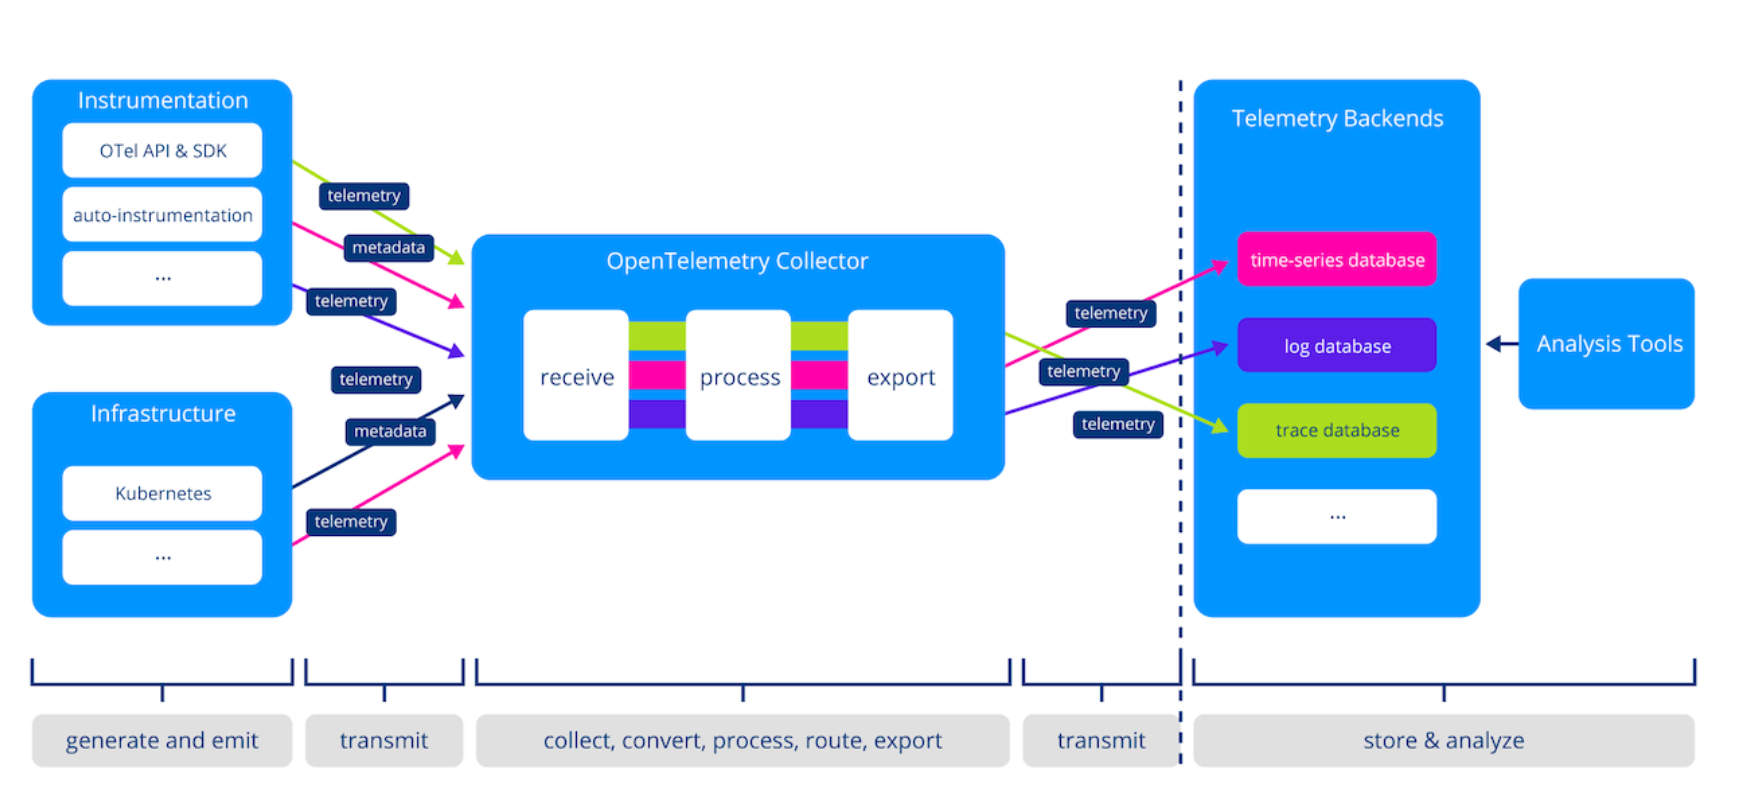 Instrumentation
OTel API & SDK
auto-instrumentation
...
telemetry
metadata
telemetry
telemetry
metadata
telemetry
Infrastructure
Kubernetes
...
OpenTelemetry Collector
receive
process
export
telemetry
telemetry
telemetry
Telemetry Backends
time-series database
log database
trace database
...
Analysis Tools
generate and emit
transmit
collect, convert, process, route, export
transmit
store & analyze